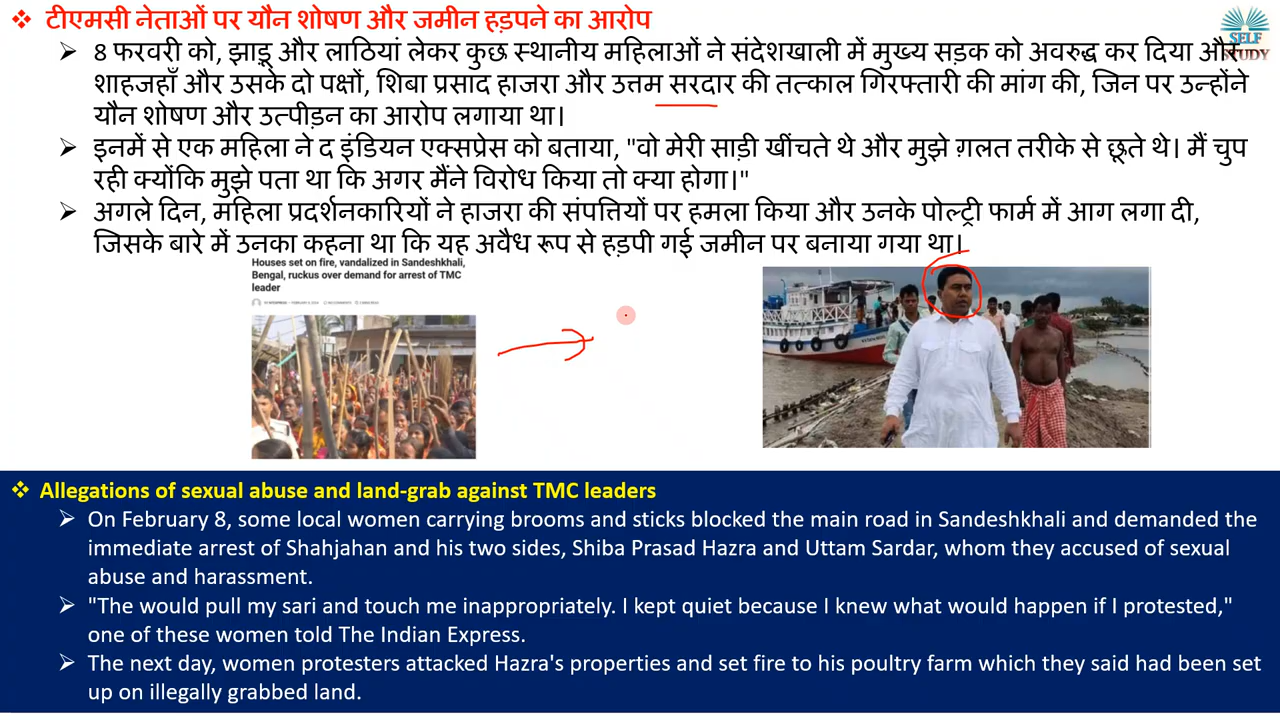 ❖ टीएमसी नेताओं पर यौन शोषण और जमीन हड़पने का आरोप
SELF
STUDY
➢ 8 फरवरी को, झाड़ू और लाठियां लेकर कुछ स्थानीय महिलाओं ने संदेशखाली में मुख्य सड़क को अवरुद्ध कर दिया और
शाहजहाँ और उसके दो पक्षों, शिबा प्रसाद हाजरा और उत्तम सरदार की तत्काल गिरफ्तारी की मांग की, जिन पर उन्होंने
यौन शोषण और उत्पीड़न का आरोप लगाया था।
➢ इनमें से एक महिला ने द इंडियन एक्सप्रेस को बताया, "वो मेरी साड़ी खींचते थे और मुझे ग़लत तरीके से छूते थे। मैं चुप
रही क्योंकि मुझे पता था कि अगर मैंने विरोध किया तो क्या होगा।"
➢ अगले दिन, महिला प्रदर्शनकारियों ने हाजरा की संपत्तियों पर हमला किया और उनके पोल्ट्री फार्म में आग लगा दी,
जिसके बारे में उनका कहना था कि यह अवैध रूप से हड़पी गई जमीन पर बनाया गया था।
Houses set on fire, vandalized in Sandeshkhali,
Bengal, ruckus over demand for arrest of TMC
leader
❖ Allegations of sexual abuse and land-grab against TMC leaders
➢ On February 8, some local women carrying brooms and sticks blocked the main road in Sandeshkhali and demanded the
immediate arrest of Shahjahan and his two sides, Shiba Prasad Hazra and Uttam Sardar, whom they accused of sexual
abuse and harassment.
➢ "The would pull my sari and touch me inappropriately. I kept quiet because I knew what would happen if I protested,"
one of these women told The Indian Express.
➢ The next day, women protesters attacked Hazra's properties and set fire to his poultry farm which they said had been set
up on illegally grabbed land.